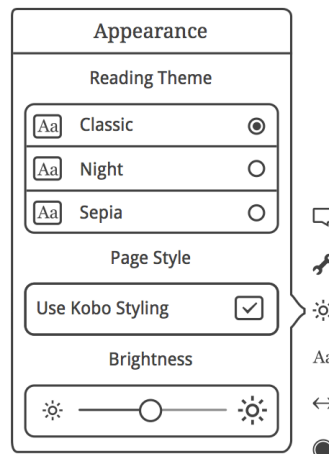 Appearance
Reading Theme
Aa Classic
Aa Night
Aa Sepia
Page Style
Use Kobo Styling
Brightness
Aa